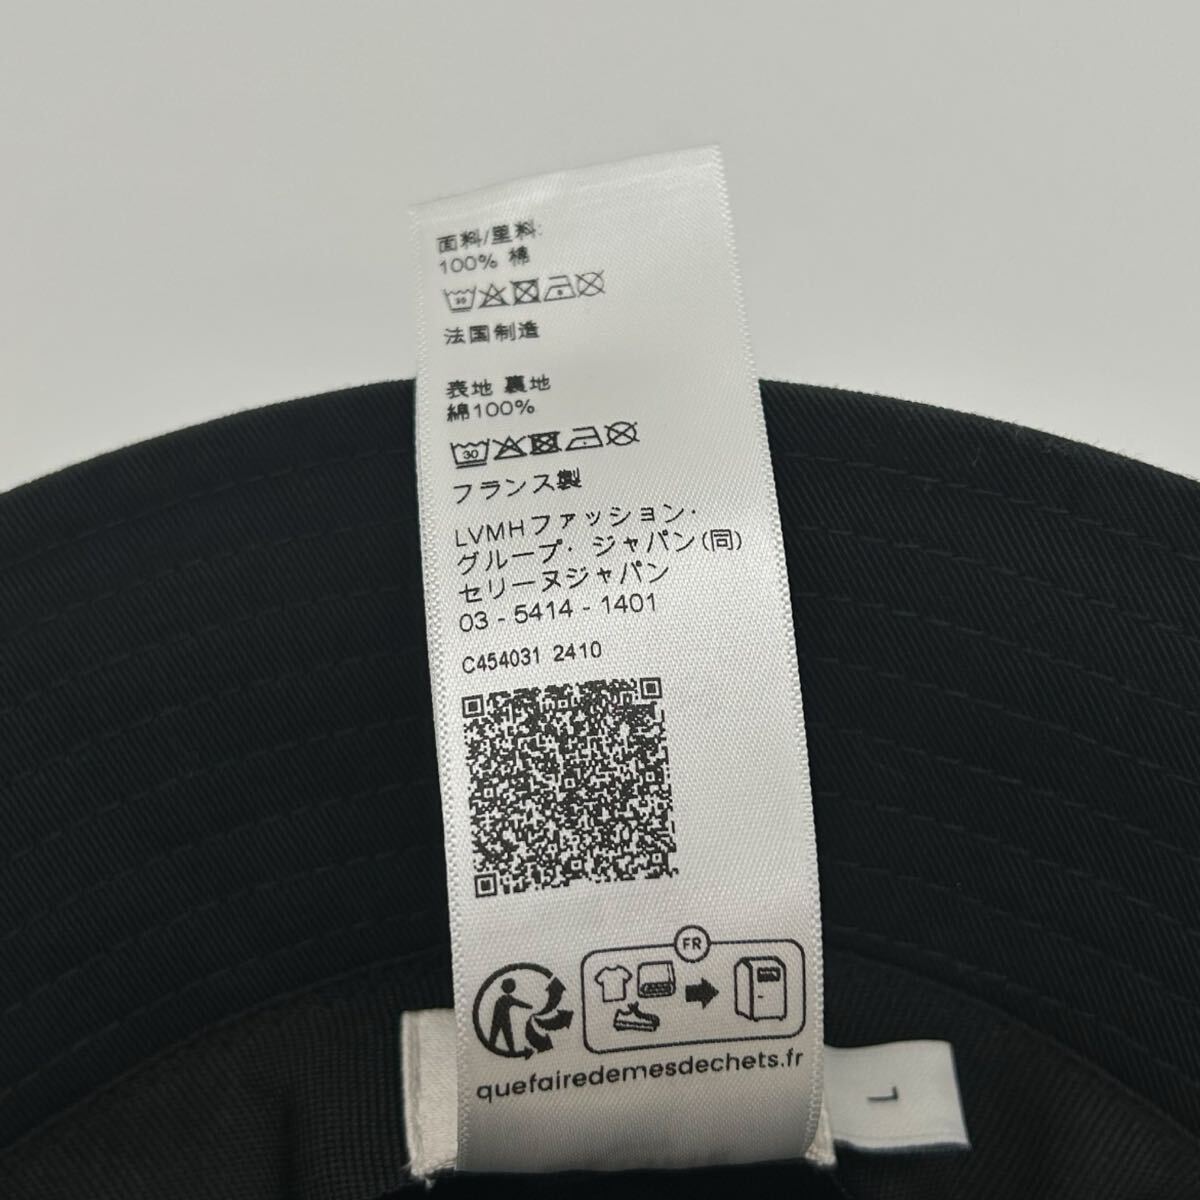 面料/里料:
100% 棉
30
法国制造
表地 裏地
綿100%
30
フランス製
LVMHファッション・
グループ・ジャパン(同)
セリーヌジャパン
03 - 5414 - 1401
C454031 2410
FR
quefairedemesdechets.fr
L